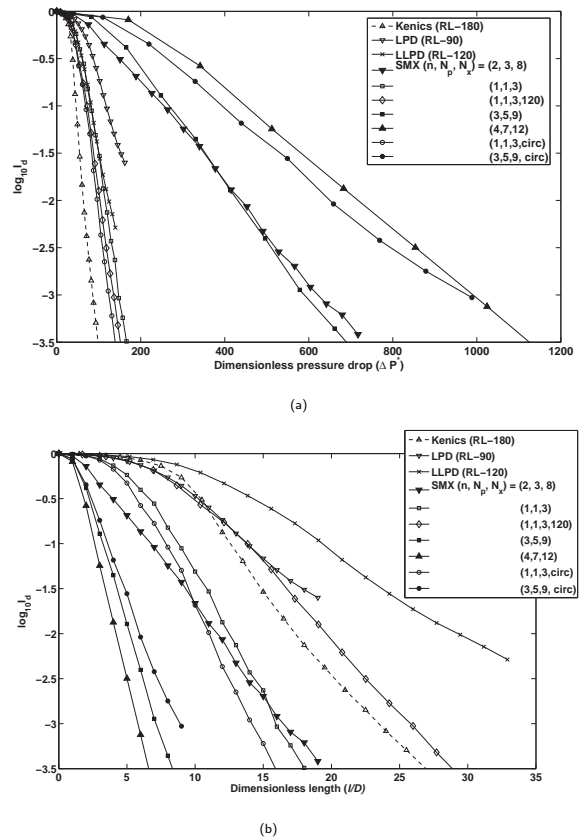 0
-0.5
-1
-1.5
-2
-2.5
-3
-3.5
log₁₀I_d
0 200 400 600 800 1000 1200
Dimensionless pressure drop (Δ P*)
Kenics (RL−180)
LPD (RL−90)
LLPD (RL−120)
SMX (n, Nₚ, Nₓ) = (2, 3, 8)
(1,1,3)
(1,1,3,120)
(3,5,9)
(4,7,12)
(1,1,3,circ)
(3,5,9, circ)
(a)
0
-0.5
-1
-1.5
-2
-2.5
-3
-3.5
log₁₀I_d
0 5 10 15 20 25 30 35
Dimensionless length (l/D)
Kenics (RL−180)
LPD (RL−90)
LLPD (RL−120)
SMX (n, Nₚ, Nₓ) = (2, 3, 8)
(1,1,3)
(1,1,3,120)
(3,5,9)
(4,7,12)
(1,1,3,circ)
(3,5,9, circ)
(b)